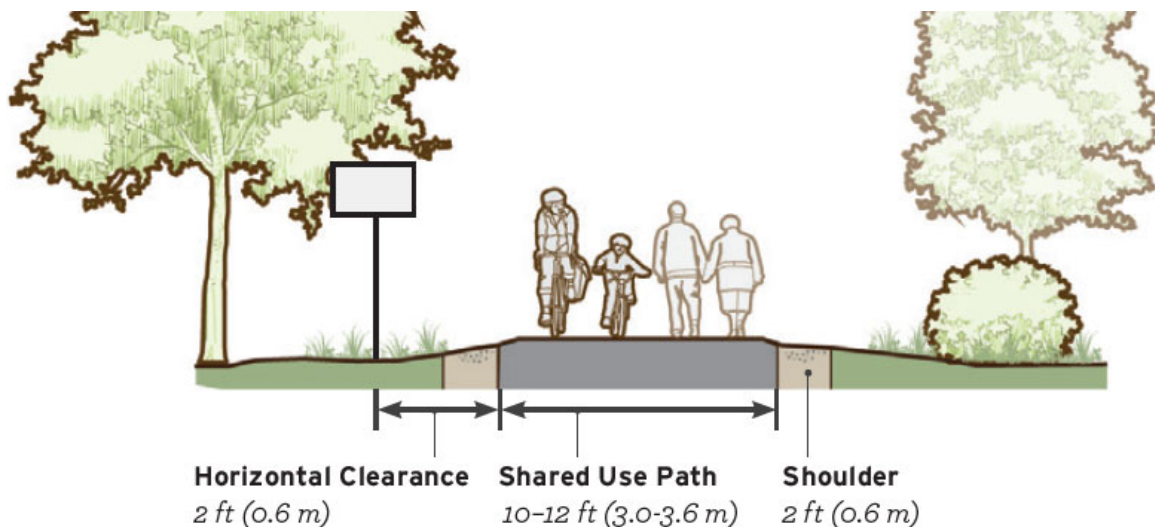 Horizontal Clearance
2 ft (0.6 m)
Shared Use Path
10–12 ft (3.0-3.6 m)
Shoulder
2 ft (0.6 m)